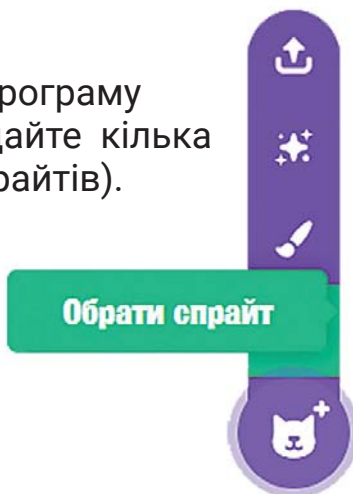 рограму
дайте кілька
райтів).
Обрати спрайт